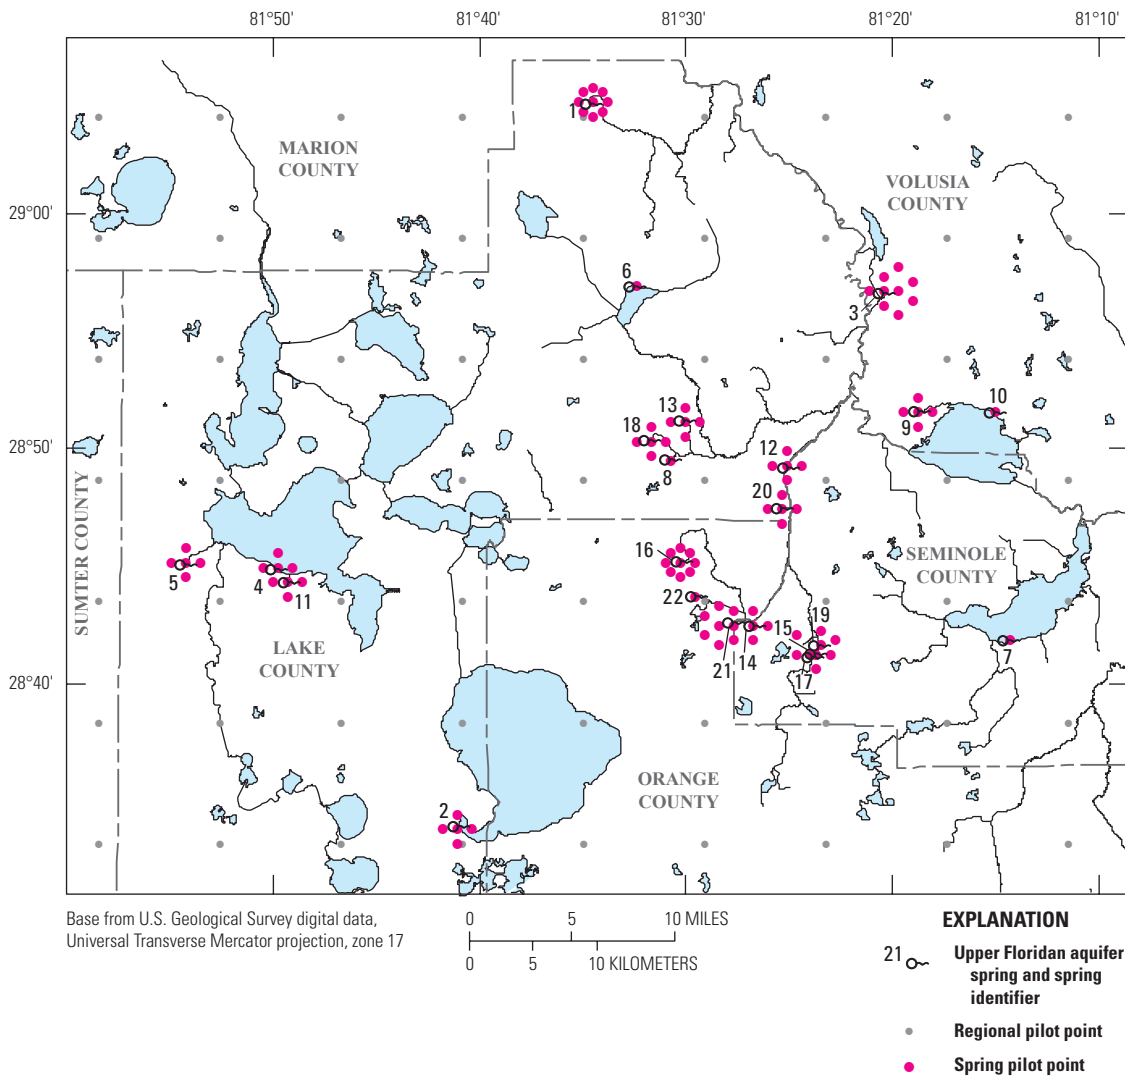 81°50' 81°40' 81°30' 81°20' 81°10'
1
MARION
COUNTY
VOLUSIA
COUNTY
29°00'
6
3
13
10
18
9
28°50'
12
8
20
SUMTER COUNTY
16
5
4
SEMINOLE
COUNTY
11
22
19
15
LAKE
COUNTY
7
21
14
17
28°40'
ORANGE
COUNTY
2
Base from U.S. Geological Survey digital data,
Universal Transverse Mercator projection, zone 17
0 5 10 MILES
0 5 10 KILOMETERS
EXPLANATION
21 Upper Floridan aquifer
spring and spring
identifier
Regional pilot point
Spring pilot point